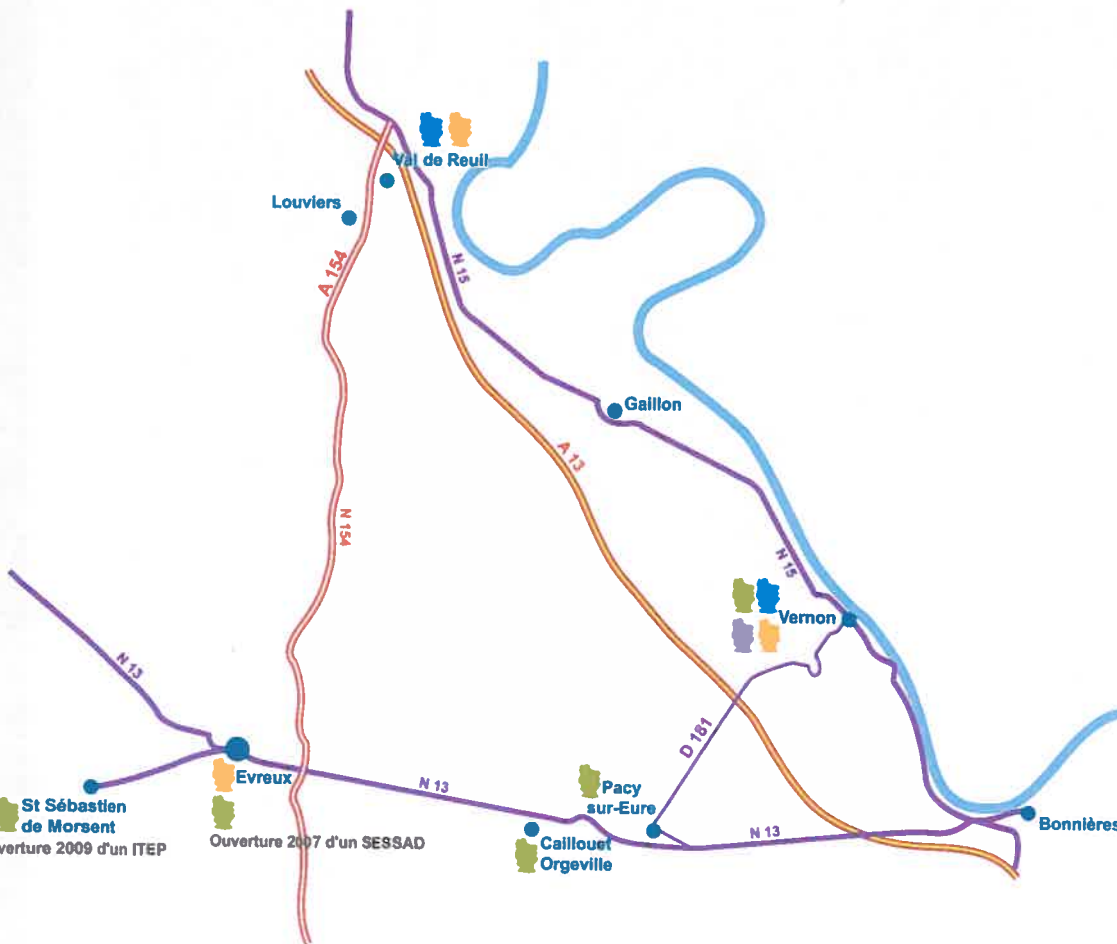 Val de Reuil
Louviers
A 154
N 15
Gaillon
A 13
N 154
N 15
Vernon
N 13
D 181
Evreux
N 13
Pacy
sur-Eure
St Sébastien
de Morsent
verture 2009 d'un ITEP
Ouverture 2007 d'un SESSAD
Caillouet
Orgeville
N 13
Bonnières